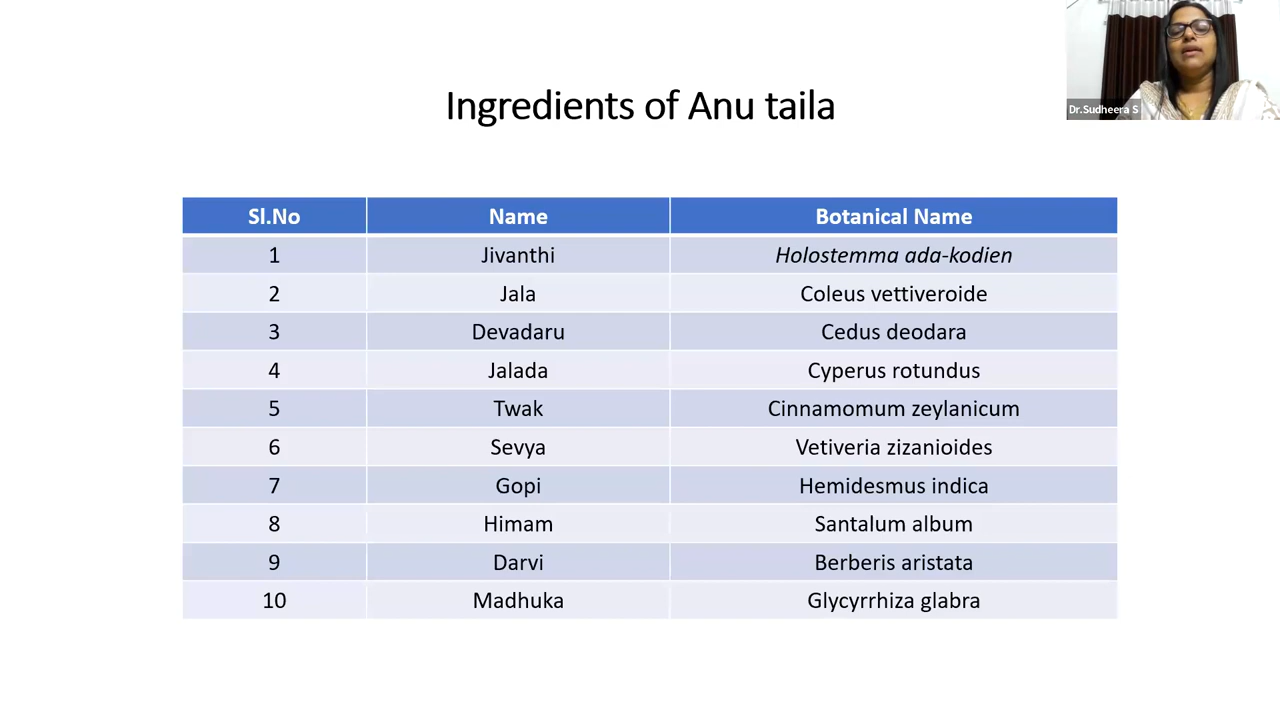 Dr.Sudheera S
Ingredients of Anu taila
Sl.No Name Botanical Name
1 Jivanthi Holostemma ada-kodien
2 Jala Coleus vettiveroide
3 Devadaru Cedus deodara
4 Jalada Cyperus rotundus
5 Twak Cinnamomum zeylanicum
6 Sevya Vetiveria zizanioides
7 Gopi Hemidesmus indica
8 Himam Santalum album
9 Darvi Berberis aristata
10 Madhuka Glycyrrhiza glabra